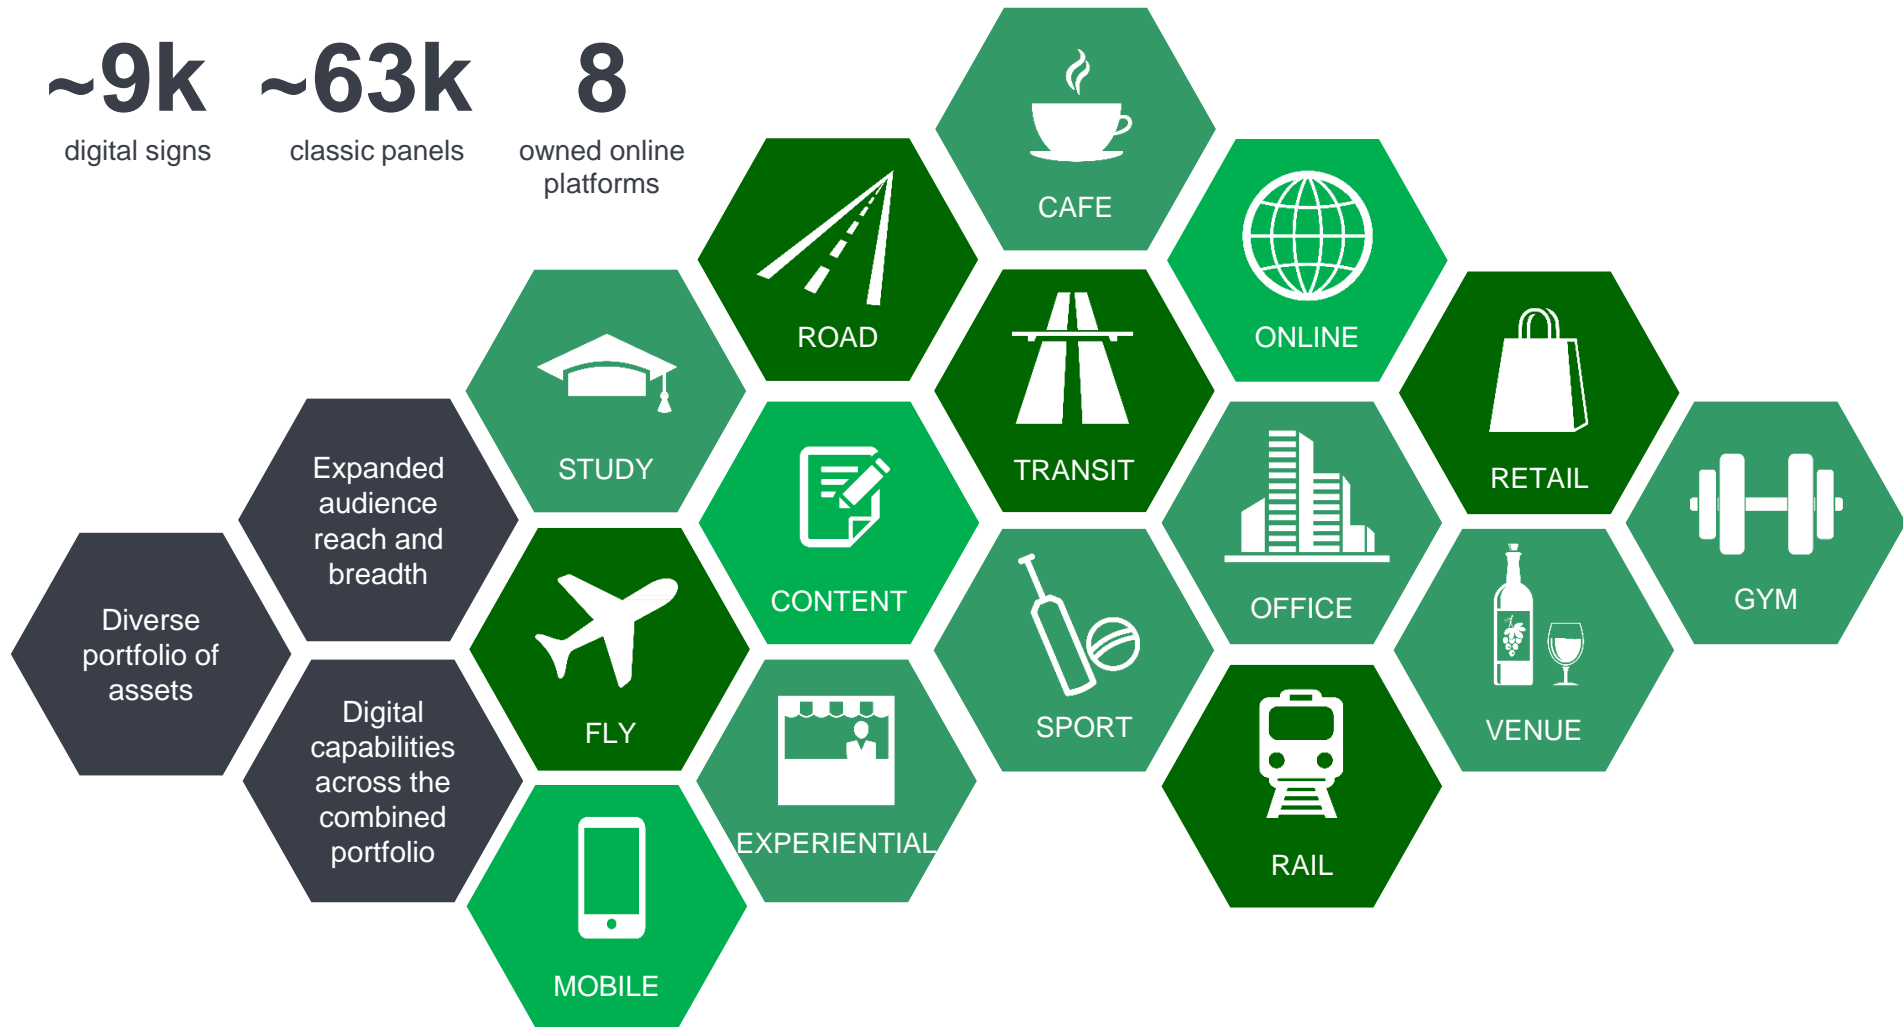 ~9k ~63k 8
digital signs classic panels owned online
platforms
CAFE
ROAD
ONLINE
STUDY
TRANSIT
RETAIL
Expanded
audience
reach and
breadth
CONTENT
OFFICE
GYM
Diverse
portfolio of
assets
FLY
SPORT
VENUE
Digital
capabilities
across the
combined
portfolio
EXPERIENTIAL
RAIL
MOBILE